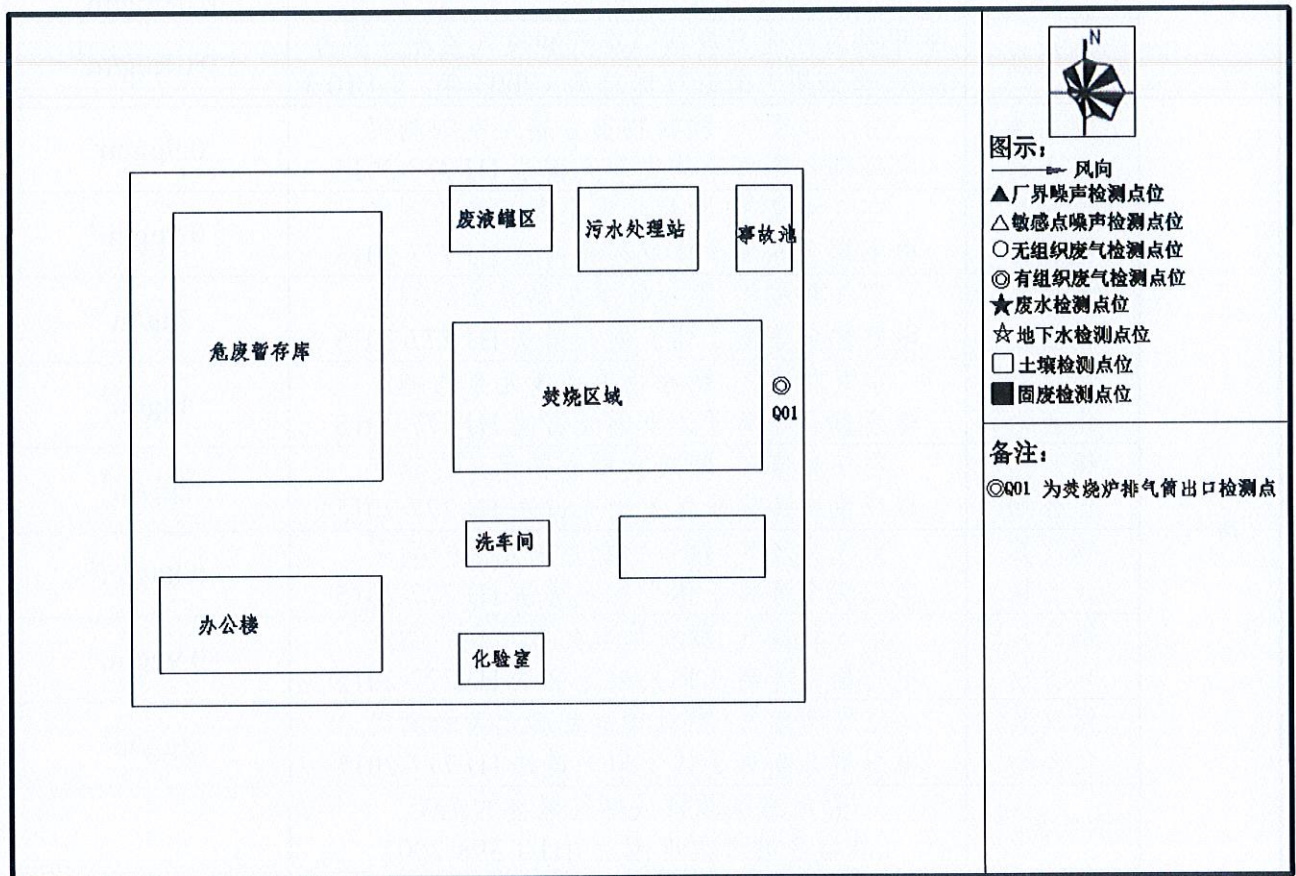 N
图示：
风向
▲厂界噪声检测点位
△敏感点噪声检测点位
○无组织废气检测点位
◎有组织废气检测点位
★废水检测点位
☆地下水检测点位
□土壤检测点位
■固废检测点位
备注：
◎Q01 为焚烧炉排气筒出口检测点
废液罐区
污水处理站
事故池
危废暂存库
焚烧区域
◎
Q01
洗车间
办公楼
化验室